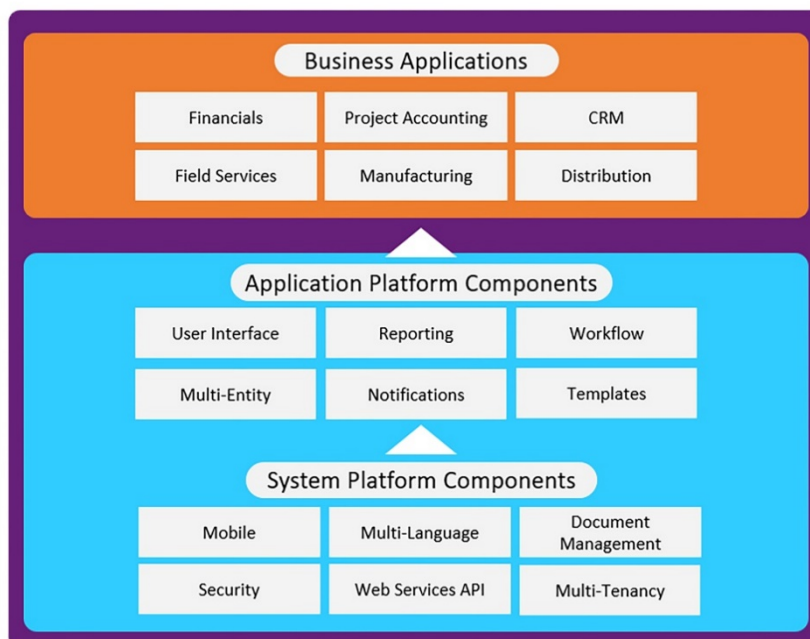 Business Applications
Financials
Project Accounting
CRM
Field Services
Manufacturing
Distribution
Application Platform Components
User Interface
Reporting
Workflow
Multi-Entity
Notifications
Templates
System Platform Components
Mobile
Multi-Language
Document
Management
Security
Web Services API
Multi-Tenancy